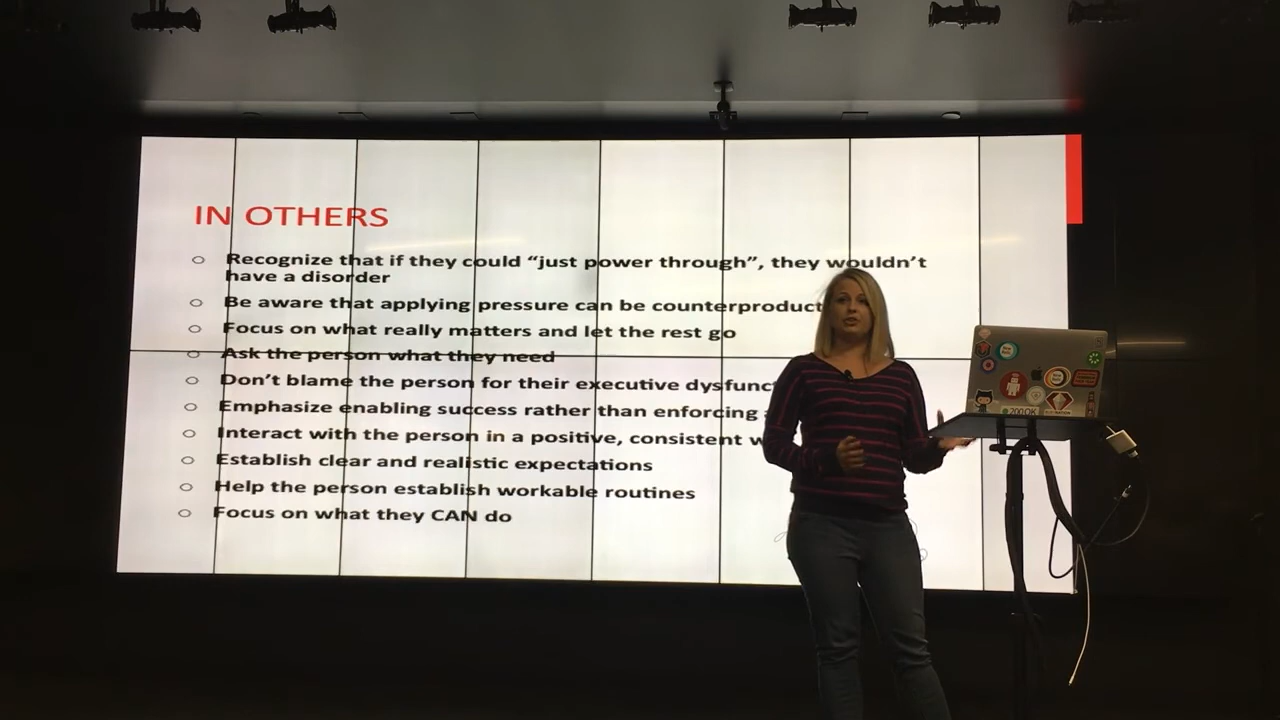 IN OTHERS
Recognize that if they could “just power through”, they wouldn’t
have a disorder
Be aware that applying pressure can be
Focus on what really matters and let the rest go
Ask the person what they need
Don’t blame the person for their executive
Emphasize enabling success rather than enforcing
Interact with the person in a positive, consistent
Establish clear and realistic expectations
Help the person establish workable routines
Focus on what they CAN do
200 OK